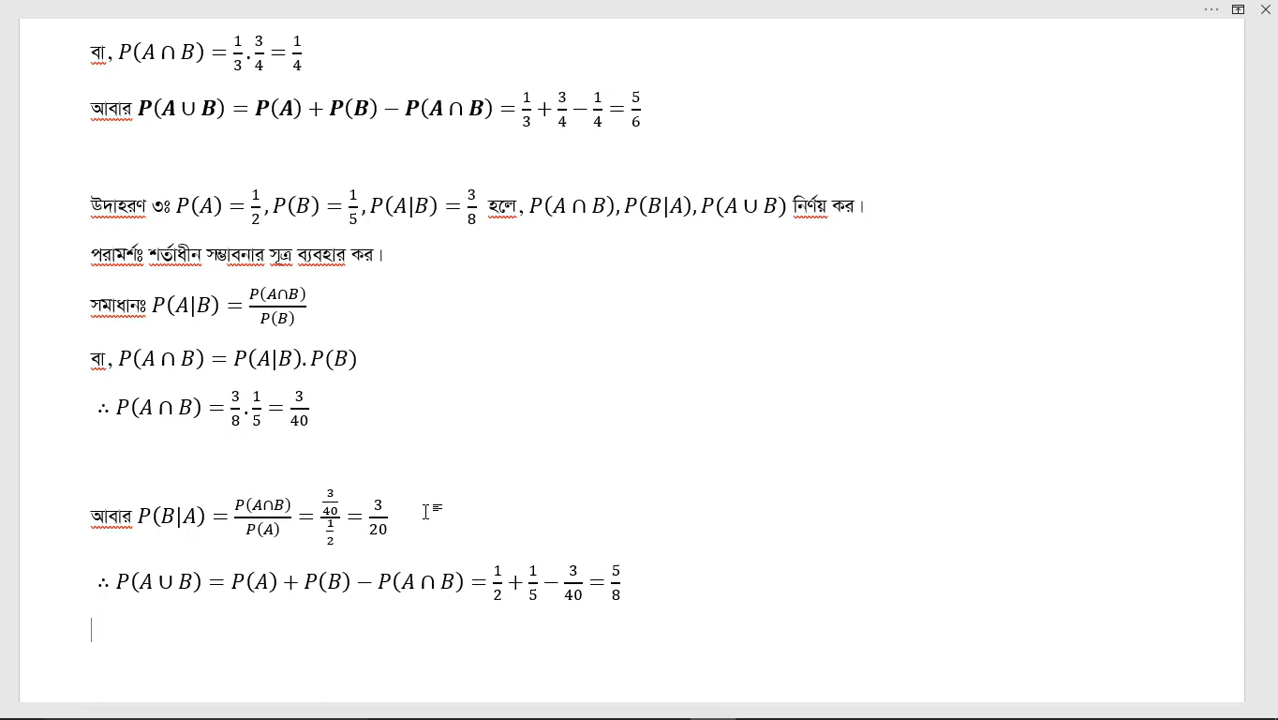 বা, P(A ∩ B) = 1/3 . 3/4 = 1/4
আবার P(A ∪ B) = P(A) + P(B) − P(A ∩ B) = 1/3 + 3/4 − 1/4 = 5/6
উদাহরণ ৩ঃ P(A) = 1/2, P(B) = 1/5, P(A|B) = 3/8 হলে, P(A ∩ B), P(B|A), P(A ∪ B) নির্ণয় কর।
পরামর্শঃ শর্তাধীন সম্ভাবনার সূত্র ব্যবহার কর।
সমাধানঃ P(A|B) = P(A∩B)/P(B)
বা, P(A ∩ B) = P(A|B). P(B)
∴ P(A ∩ B) = 3/8 . 1/5 = 3/40
আবার P(B|A) = P(A∩B)/P(A) = (3/40)/(1/2) = 3/20
∴ P(A ∪ B) = P(A) + P(B) − P(A ∩ B) = 1/2 + 1/5 − 3/40 = 5/8